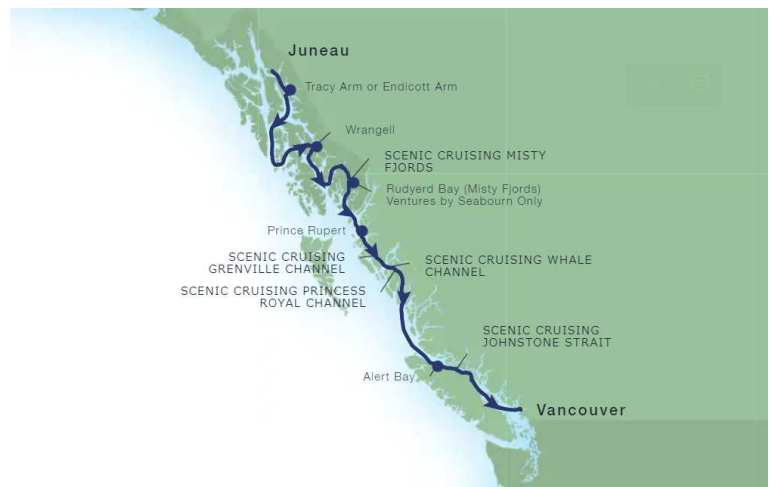 Juneau
Tracy Arm or Endicott Arm
Wrangell
SCENIC CRUISING MISTY
FJORDS
Rudyerd Bay (Misty Fjords)
Ventures by Seabourn Only
Prince Rupert
SCENIC CRUISING
GRENVILLE CHANNEL
SCENIC CRUISING WHALE
CHANNEL
SCENIC CRUISING PRINCESS
ROYAL CHANNEL
SCENIC CRUISING
JOHNSTONE STRAIT
Alert Bay
Vancouver